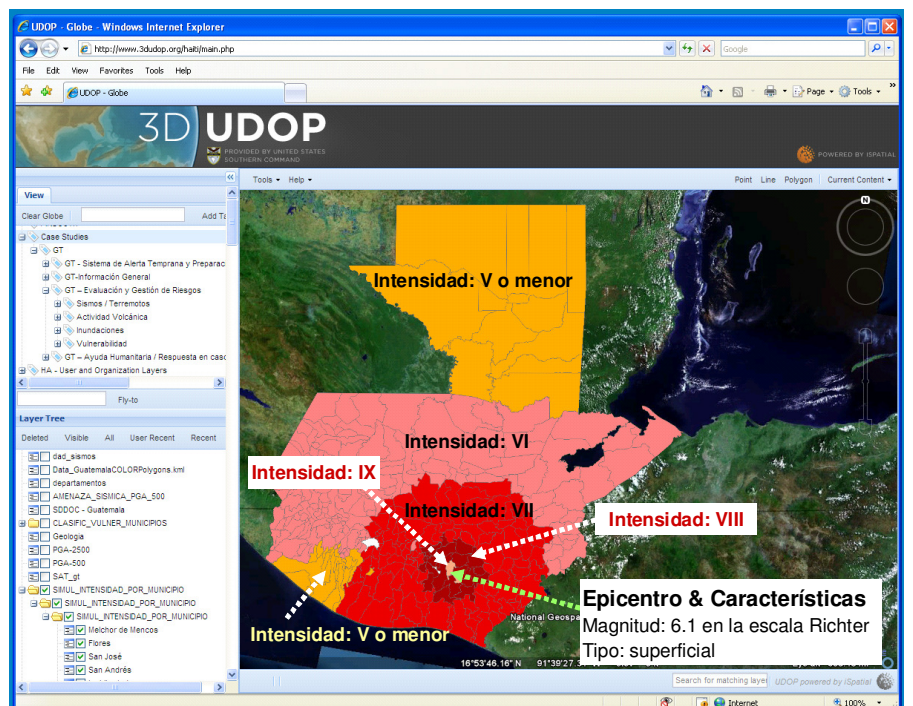 UDOP - Globe - Windows Internet Explorer
http://www.3dudop.org/haiti/main.php
Google
File Edit View Favorites Tools Help
UDOP - Globe
Page Tools
3D UDOP
PROVIDED BY UNITED STATES
SOUTHERN COMMAND
POWERED BY ISPATIAL
View
Tools Help
Point Line Polygon Current Content
Clear Globe
Add Ta
Case Studies
GT
GT - Sistema de Alerta Temprana y Preparac
GT-Información General
GT – Evaluación y Gestión de Riesgos
Sismos / Terremotos
Actividad Volcánica
Inundaciones
Vulnerabilidad
GT – Ayuda Humanitaria / Respuesta en caso
HA - User and Organization Layers
Fly-to
Layer Tree
Deleted Visible All User Recent Recent
dad_sismos
Data_GuatemalaCOLORPolygons.kml
departamentos
AMENAZA_SISMICA_PGA_500
SDDOC - Guatemala
CLASIFIC_VULNER_MUNICIPIOS
Geologia
PGA-2500
PGA-500
SAT_gt
SIMUL_INTENSIDAD_POR_MUNICIPIO
SIMUL_INTENSIDAD_POR_MUNICIPIO
SIMUL_INTENSIDAD_POR_MUNICIPIO
Melchor de Mencos
Flores
San José
San Andrés
N
Intensidad: V o menor
Intensidad: VI
Intensidad: IX
Intensidad: VII
Intensidad: VIII
Epicentro & Características
Magnitud: 6.1 en la escala Richter
Tipo: superficial
National Geospa
Intensidad: V o menor
16°53'46.16" N 91°39'27.3
Search for matching laye
UDOP powered by iSpatial
Internet
100%